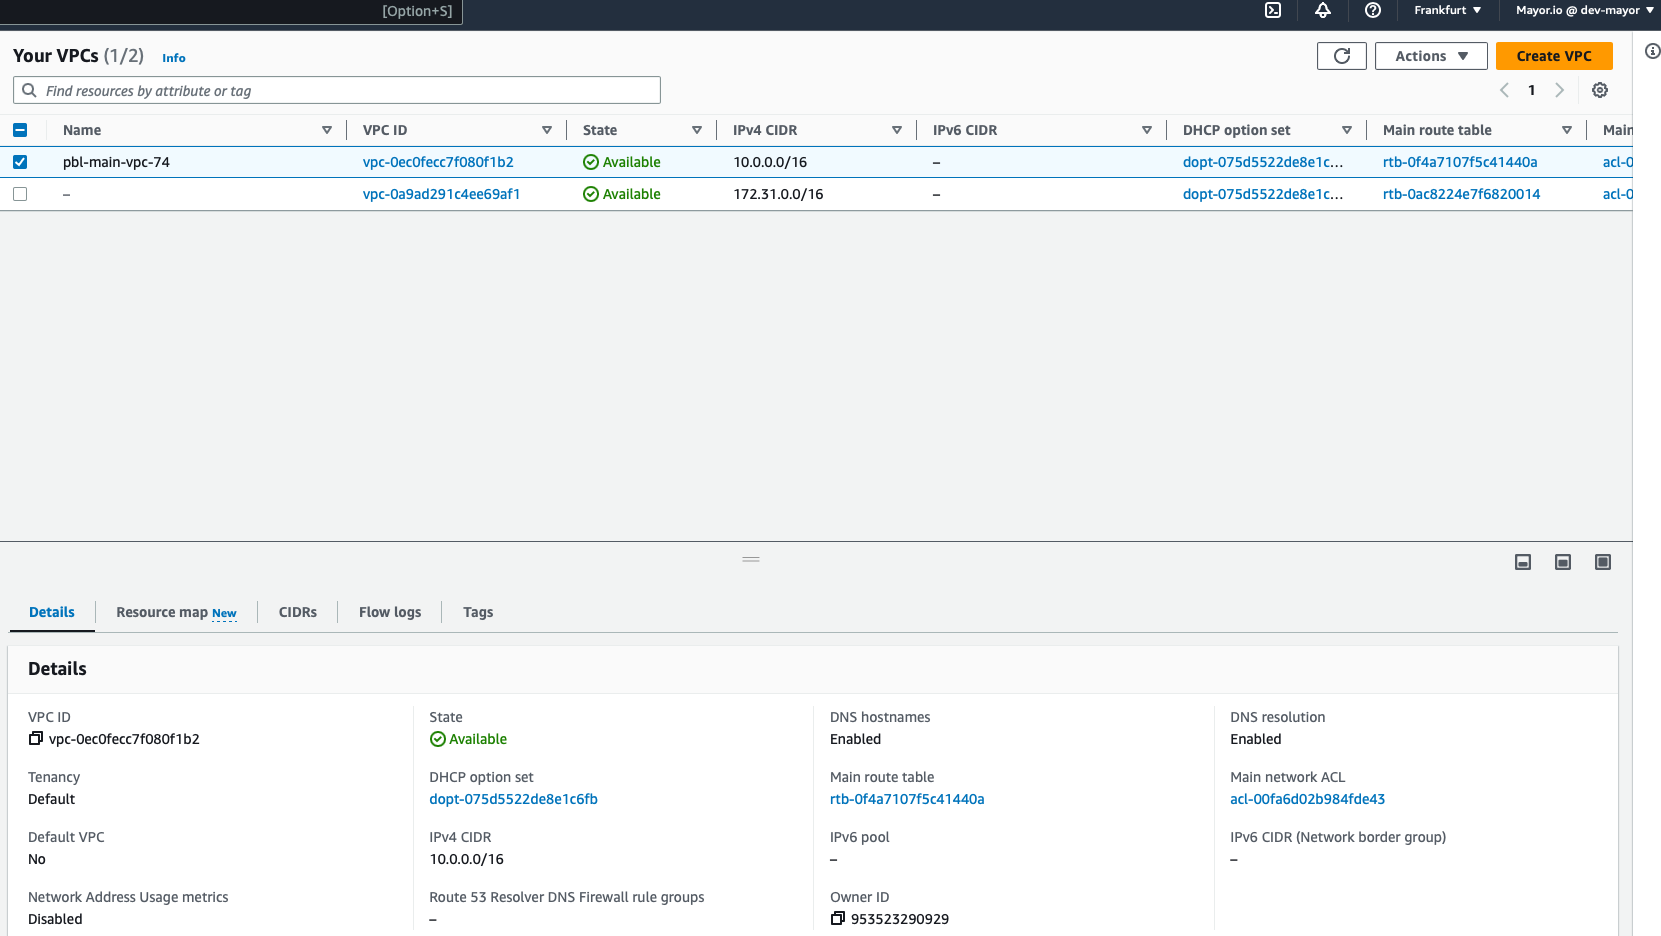 [Option+S]
Frankfurt
Mayor.io @ dev-mayor
Your VPCs (1/2) Info
Actions
Create VPC
Find resources by attribute or tag
1
Name VPC ID State IPv4 CIDR IPv6 CIDR DHCP option set Main route table Main
pbl-main-vpc-74 vpc-0ec0fecc7f080f1b2 Available 10.0.0.0/16 – dopt-075d5522de8e1c... rtb-0f4a7107f5c41440a acl-0
– vpc-0a9ad291c4ee69af1 Available 172.31.0.0/16 – dopt-075d5522de8e1c... rtb-0ac8224e7f6820014 acl-0
Details Resource map New CIDRs Flow logs Tags
Details
VPC ID State DNS hostnames DNS resolution
vpc-0ec0fecc7f080f1b2 Available Enabled Enabled
Tenancy DHCP option set Main route table Main network ACL
Default dopt-075d5522de8e1c6fb rtb-0f4a7107f5c41440a acl-00fa6d02b984fde43
Default VPC IPv4 CIDR IPv6 pool IPv6 CIDR (Network border group)
No 10.0.0.0/16 – –
Network Address Usage metrics Route 53 Resolver DNS Firewall rule groups Owner ID
Disabled – 953523290929